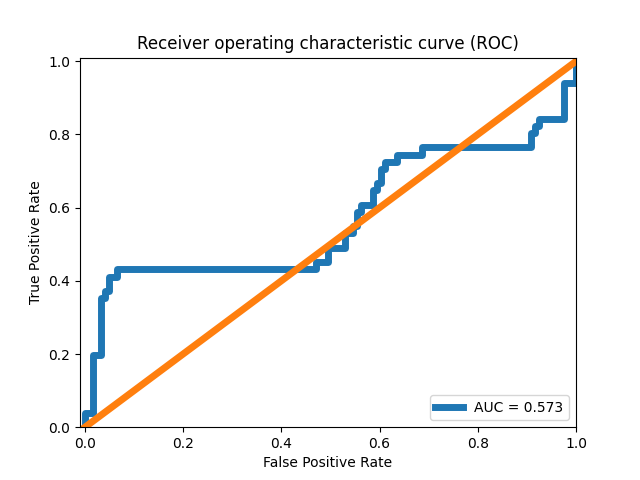 Receiver operating characteristic curve (ROC)
True Positive Rate
1.0
0.8
0.6
0.4
0.2
0.0
0.0 0.2 0.4 0.6 0.8 1.0
False Positive Rate
AUC = 0.573